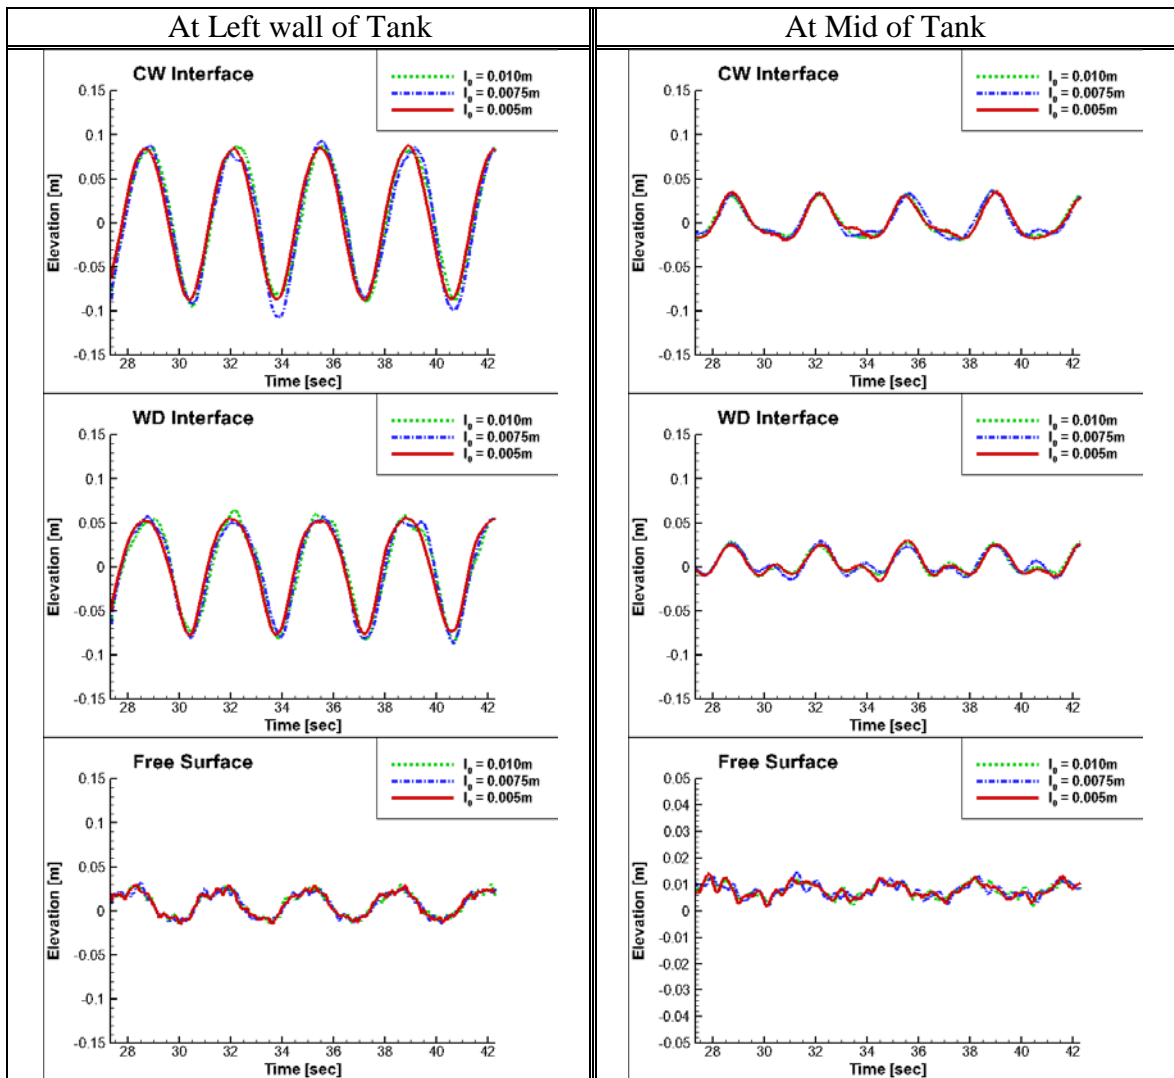 At Left wall of Tank
At Mid of Tank
CW Interface
l0 = 0.010m
l0 = 0.0075m
l0 = 0.005m
0.15
0.1
0.05
0
-0.05
-0.1
-0.15
Elevation [m]
28 30 32 34 36 38 40 42
Time [sec]
CW Interface
l0 = 0.010m
l0 = 0.0075m
l0 = 0.005m
0.15
0.1
0.05
0
-0.05
-0.1
-0.15
Elevation [m]
28 30 32 34 36 38 40 42
Time [sec]
WD Interface
l0 = 0.010m
l0 = 0.0075m
l0 = 0.005m
0.15
0.1
0.05
0
-0.05
-0.1
-0.15
Elevation [m]
28 30 32 34 36 38 40 42
Time [sec]
WD Interface
l0 = 0.010m
l0 = 0.0075m
l0 = 0.005m
0.15
0.1
0.05
0
-0.05
-0.1
-0.15
Elevation [m]
28 30 32 34 36 38 40 42
Time [sec]
Free Surface
l0 = 0.010m
l0 = 0.0075m
l0 = 0.005m
0.15
0.1
0.05
0
-0.05
-0.1
-0.15
Elevation [m]
28 30 32 34 36 38 40 42
Time [sec]
Free Surface
l0 = 0.010m
l0 = 0.0075m
l0 = 0.005m
0.05
0.04
0.03
0.02
0.01
0
-0.01
-0.02
-0.03
-0.04
-0.05
Elevation [m]
28 30 32 34 36 38 40 42
Time [sec]